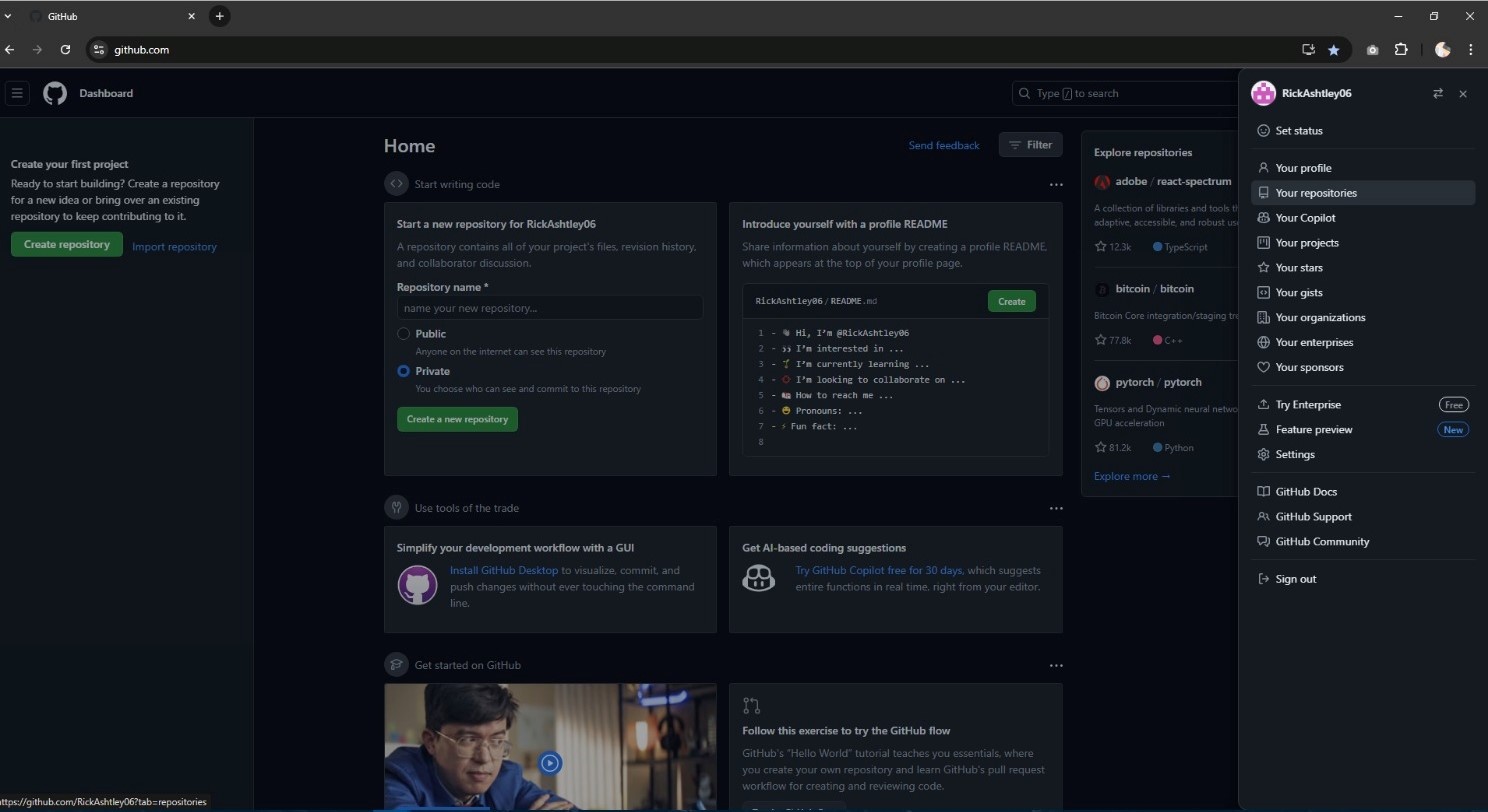 GitHub
github.com
Dashboard
Type / to search
Create your first project
Ready to start building? Create a repository
for a new idea or bring over an existing
repository to keep contributing to it.
Create repository
Import repository
Home
Send feedback
Filter
Start writing code
Start a new repository for RickAshtley06
A repository contains all of your project's files, revision history,
and collaborator discussion.
Repository name *
name your new repository...
Public
Anyone on the internet can see this repository
Private
You choose who can see and commit to this repository
Create a new repository
Introduce yourself with a profile README
Share information about yourself by creating a profile README,
which appears at the top of your profile page.
RickAshtley06 / README.md
Create
1 - 👋 Hi, I'm @RickAshtley06
2 - 👀 I'm interested in ...
3 - 🌱 I'm currently learning ...
4 - 💞️ I'm looking to collaborate on ...
5 - 📫 How to reach me ...
6 - 😄 Pronouns: ...
7 - ⚡ Fun fact: ...
8
Use tools of the trade
Simplify your development workflow with a GUI
Install GitHub Desktop to visualize, commit, and
push changes without ever touching the command
line.
Get AI-based coding suggestions
Try GitHub Copilot free for 30 days, which suggests
entire functions in real time, right from your editor.
Get started on GitHub
Follow this exercise to try the GitHub flow
GitHub's "Hello World" tutorial teaches you essentials, where
you create your own repository and learn GitHub's pull request
workflow for creating and reviewing code.
Explore repositories
adobe / react-spectrum
A collection of libraries and tools
adaptive, accessible, and robust
12.3k TypeScript
bitcoin / bitcoin
Bitcoin Core integration/staging
77.8k C++
pytorch / pytorch
Tensors and Dynamic neural
GPU acceleration
81.2k Python
Explore more →
RickAshtley06
Set status
Your profile
Your repositories
Your Copilot
Your projects
Your stars
Your gists
Your organizations
Your enterprises
Your sponsors
Try Enterprise Free
Feature preview New
Settings
GitHub Docs
GitHub Support
GitHub Community
Sign out
ttps://github.com/RickAshtley06?tab=repositories